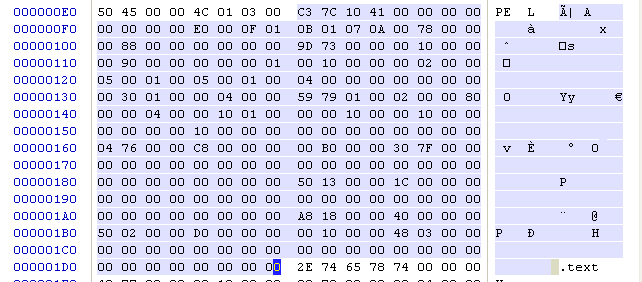 000000E0 50 45 00 00 4C 01 03 00 C3 7C 10 41 00 00 00 00 PE L Ã| A
000000F0 00 00 00 00 E0 00 0F 01 0B 01 07 0A 00 78 00 00 à x
00000100 00 88 00 00 00 00 00 00 9D 73 00 00 00 10 00 00 ˆ □s
00000110 00 90 00 00 00 00 00 01 00 10 00 00 00 02 00 00 □
00000120 05 00 01 00 05 00 01 00 04 00 00 00 00 00 00 00
00000130 00 30 01 00 00 04 00 00 59 79 01 00 02 00 00 80 0 Yy €
00000140 00 00 04 00 00 10 01 00 00 00 10 00 00 10 00 00
00000150 00 00 00 00 10 00 00 00 00 00 00 00 00 00 00 00
00000160 04 76 00 00 C8 00 00 00 00 B0 00 00 30 7F 00 00 v È ° 0
00000170 00 00 00 00 00 00 00 00 00 00 00 00 00 00 00 00
00000180 00 00 00 00 00 00 00 00 50 13 00 00 1C 00 00 00 P
00000190 00 00 00 00 00 00 00 00 00 00 00 00 00 00 00 00
000001A0 00 00 00 00 00 00 00 00 A8 18 00 00 40 00 00 00 ¨ @
000001B0 50 02 00 00 D0 00 00 00 00 10 00 00 48 03 00 00 P Ð H
000001C0 00 00 00 00 00 00 00 00 00 00 00 00 00 00 00 00
000001D0 00 00 00 00 00 00 00 00 2E 74 65 78 74 00 00 00 .text